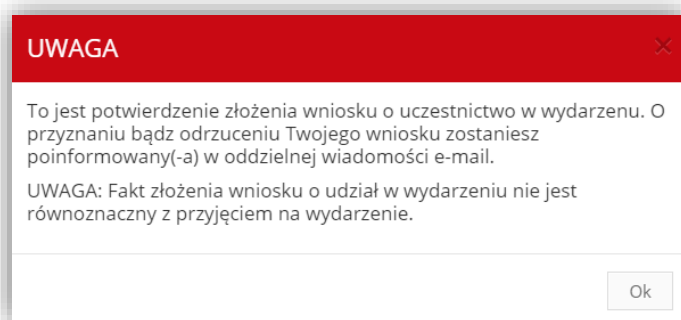 UWAGA
To jest potwierdzenie złożenia wniosku o uczestnictwo w wydarzenu. O
przyznaniu bądz odrzuceniu Twojego wniosku zostaniesz
poinformowany(-a) w oddzielnej wiadomości e-mail.
UWAGA: Fakt złożenia wniosku o udział w wydarzeniu nie jest
równoznaczny z przyjęciem na wydarzenie.
Ok